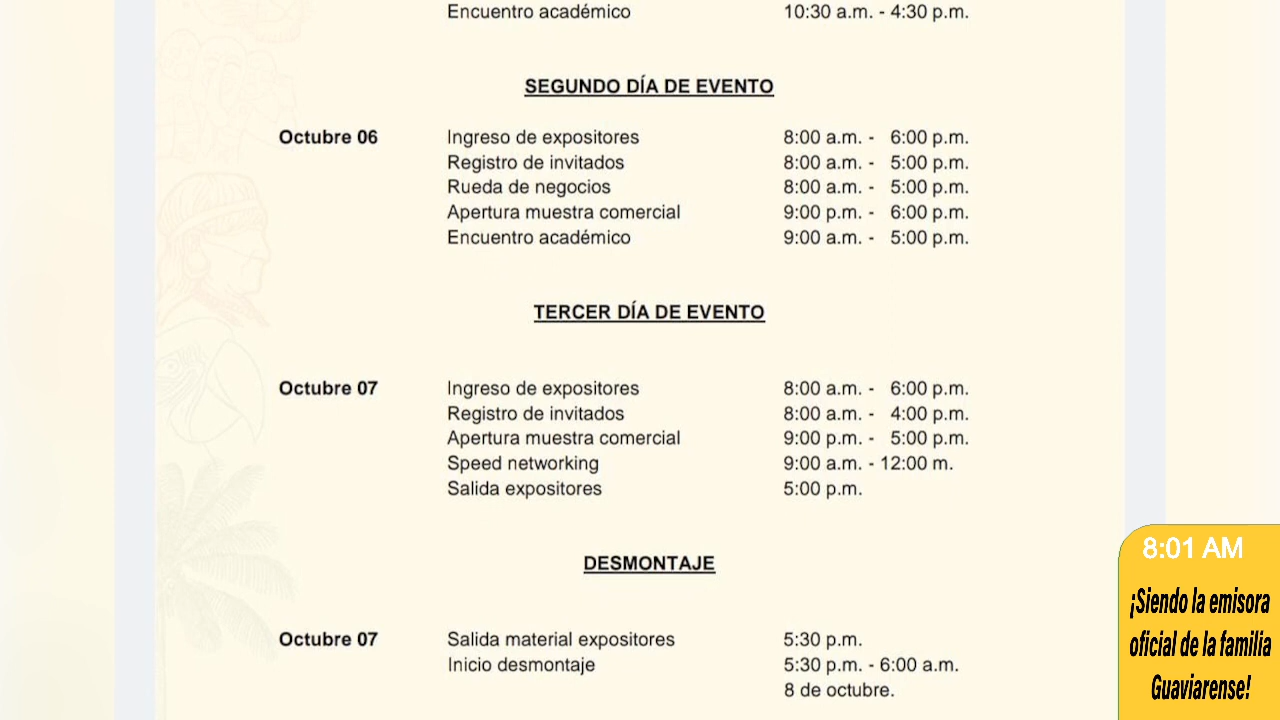 Encuentro académico 10:30 a.m. - 4:30 p.m.
SEGUNDO DÍA DE EVENTO
Octubre 06 Ingreso de expositores 8:00 a.m. - 6:00 p.m.
Registro de invitados 8:00 a.m. - 5:00 p.m.
Rueda de negocios 8:00 a.m. - 5:00 p.m.
Apertura muestra comercial 9:00 p.m. - 6:00 p.m.
Encuentro académico 9:00 a.m. - 5:00 p.m.
TERCER DÍA DE EVENTO
Octubre 07 Ingreso de expositores 8:00 a.m. - 6:00 p.m.
Registro de invitados 8:00 a.m. - 4:00 p.m.
Apertura muestra comercial 9:00 p.m. - 5:00 p.m.
Speed networking 9:00 a.m. - 12:00 m.
Salida expositores 5:00 p.m.
DESMONTAJE
Octubre 07 Salida material expositores 5:30 p.m.
Inicio desmontaje 5:30 p.m. - 6:00 a.m.
8 de octubre.
8:01 AM
¡Siendo la emisora
oficial de la familia
Guaviarense!